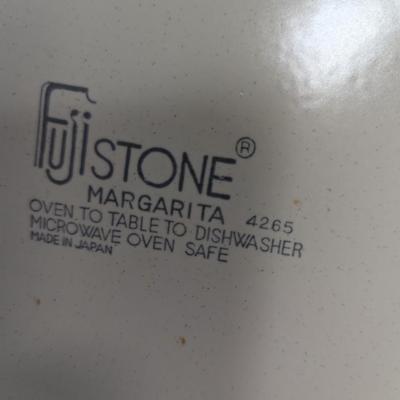 FujiSTONE®
MARGARITA 4265
OVEN TO TABLE TO DISHWASHER
MICROWAVE OVEN SAFE
MADE IN JAPAN